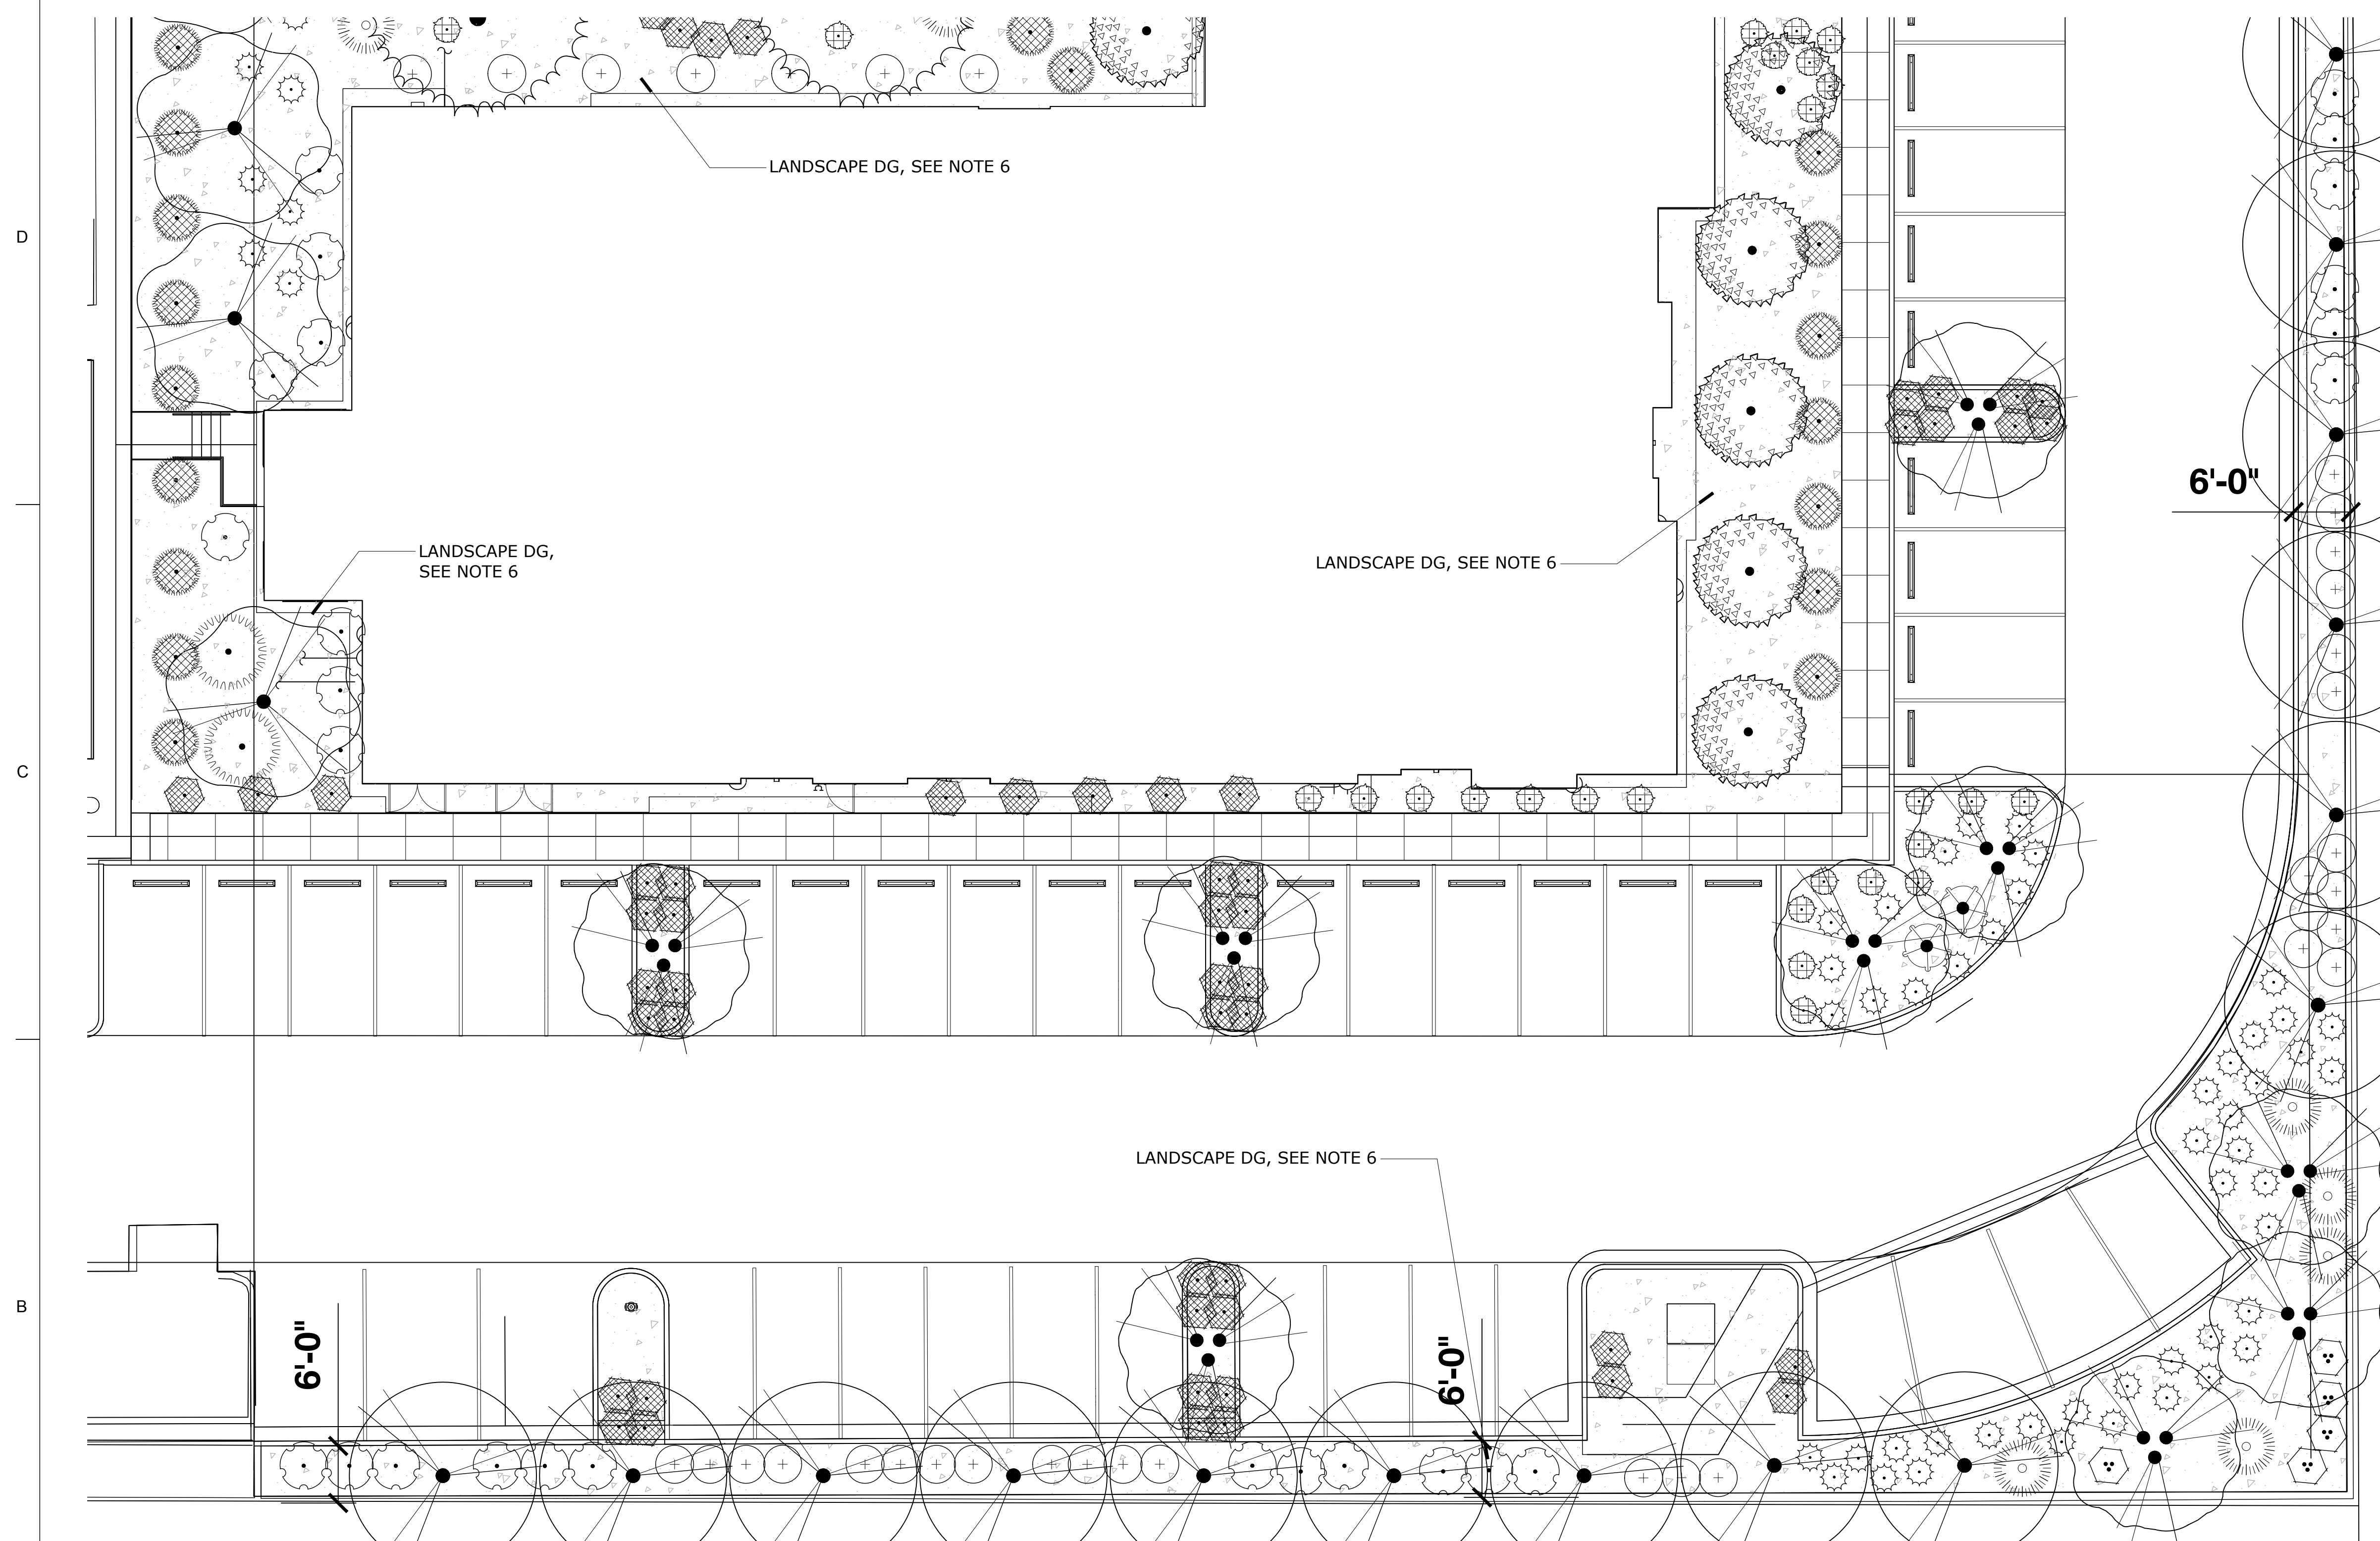 LANDSCAPE DG, SEE NOTE 6
D
6'-0"
LANDSCAPE DG,
SEE NOTE 6
LANDSCAPE DG, SEE NOTE 6
C
LANDSCAPE DG, SEE NOTE 6
B
6'-0"
6'-0"